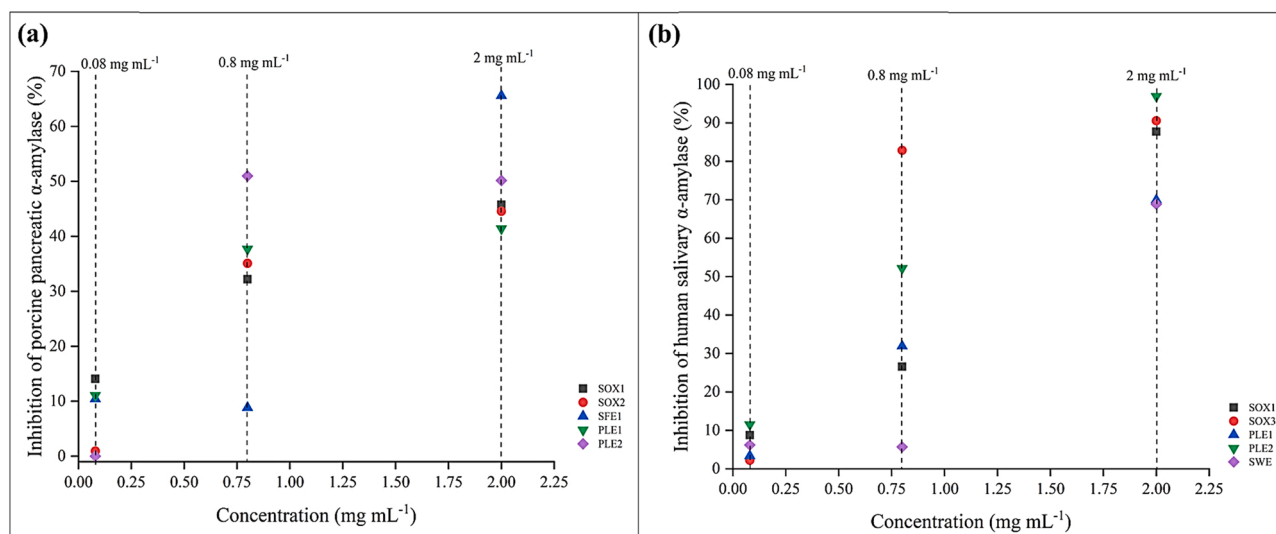 (a)
0.08 mg mL⁻¹
0.8 mg mL⁻¹
2 mg mL⁻¹
Inhibition of porcine pancreatic α-amylase (%)
70
60
50
40
30
20
10
0
SOX1
SOX2
SFE1
PLE1
PLE2
0.00 0.25 0.50 0.75 1.00 1.25 1.50 1.75 2.00 2.25
Concentration (mg mL⁻¹)
(b)
0.08 mg mL⁻¹
0.8 mg mL⁻¹
2 mg mL⁻¹
Inhibition of human salivary α-amylase (%)
100
90
80
70
60
50
40
30
20
10
0
SOX1
SOX3
PLE1
PLE2
SWE
0.00 0.25 0.50 0.75 1.00 1.25 1.50 1.75 2.00 2.25
Concentration (mg mL⁻¹)